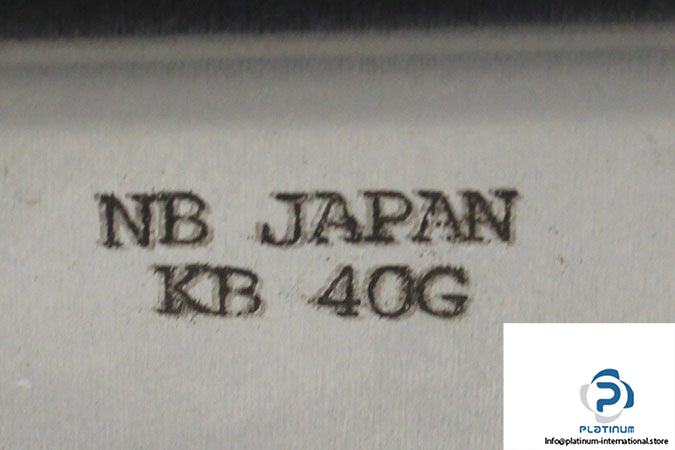 NB JAPAN
KB 40G
PLATINUM
Info@platinum-international.store